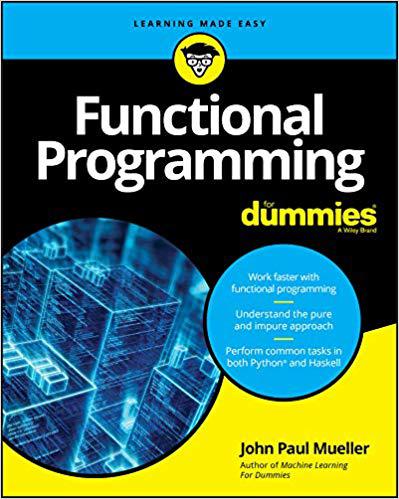 LEARNING MADE EASY
Functional
Programming
for
dummies®
A Wiley Brand
Work faster with
functional programming
Understand the pure
and impure approach
Perform common tasks in
both Python® and Haskell
John Paul Mueller
Author of Machine Learning
For Dummies